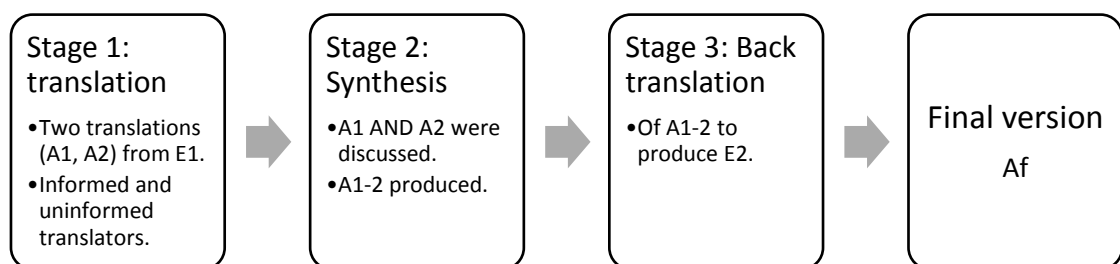 Stage 1:
translation
•Two translations
(A1, A2) from E1.
•Informed and
uninformed
translators.
Stage 2:
Synthesis
•A1 AND A2 were
discussed.
•A1-2 produced.
Stage 3: Back
translation
•Of A1-2 to
produce E2.
Final version
Af